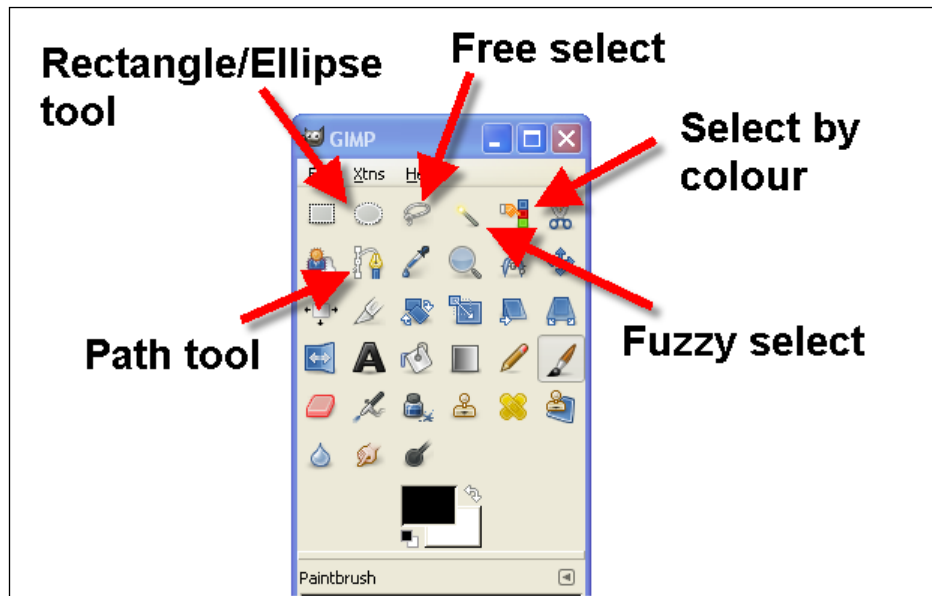 Rectangle/Ellipse
tool
Free select
Select by
colour
GIMP
Xtns
Path tool
Fuzzy select
A
Paintbrush